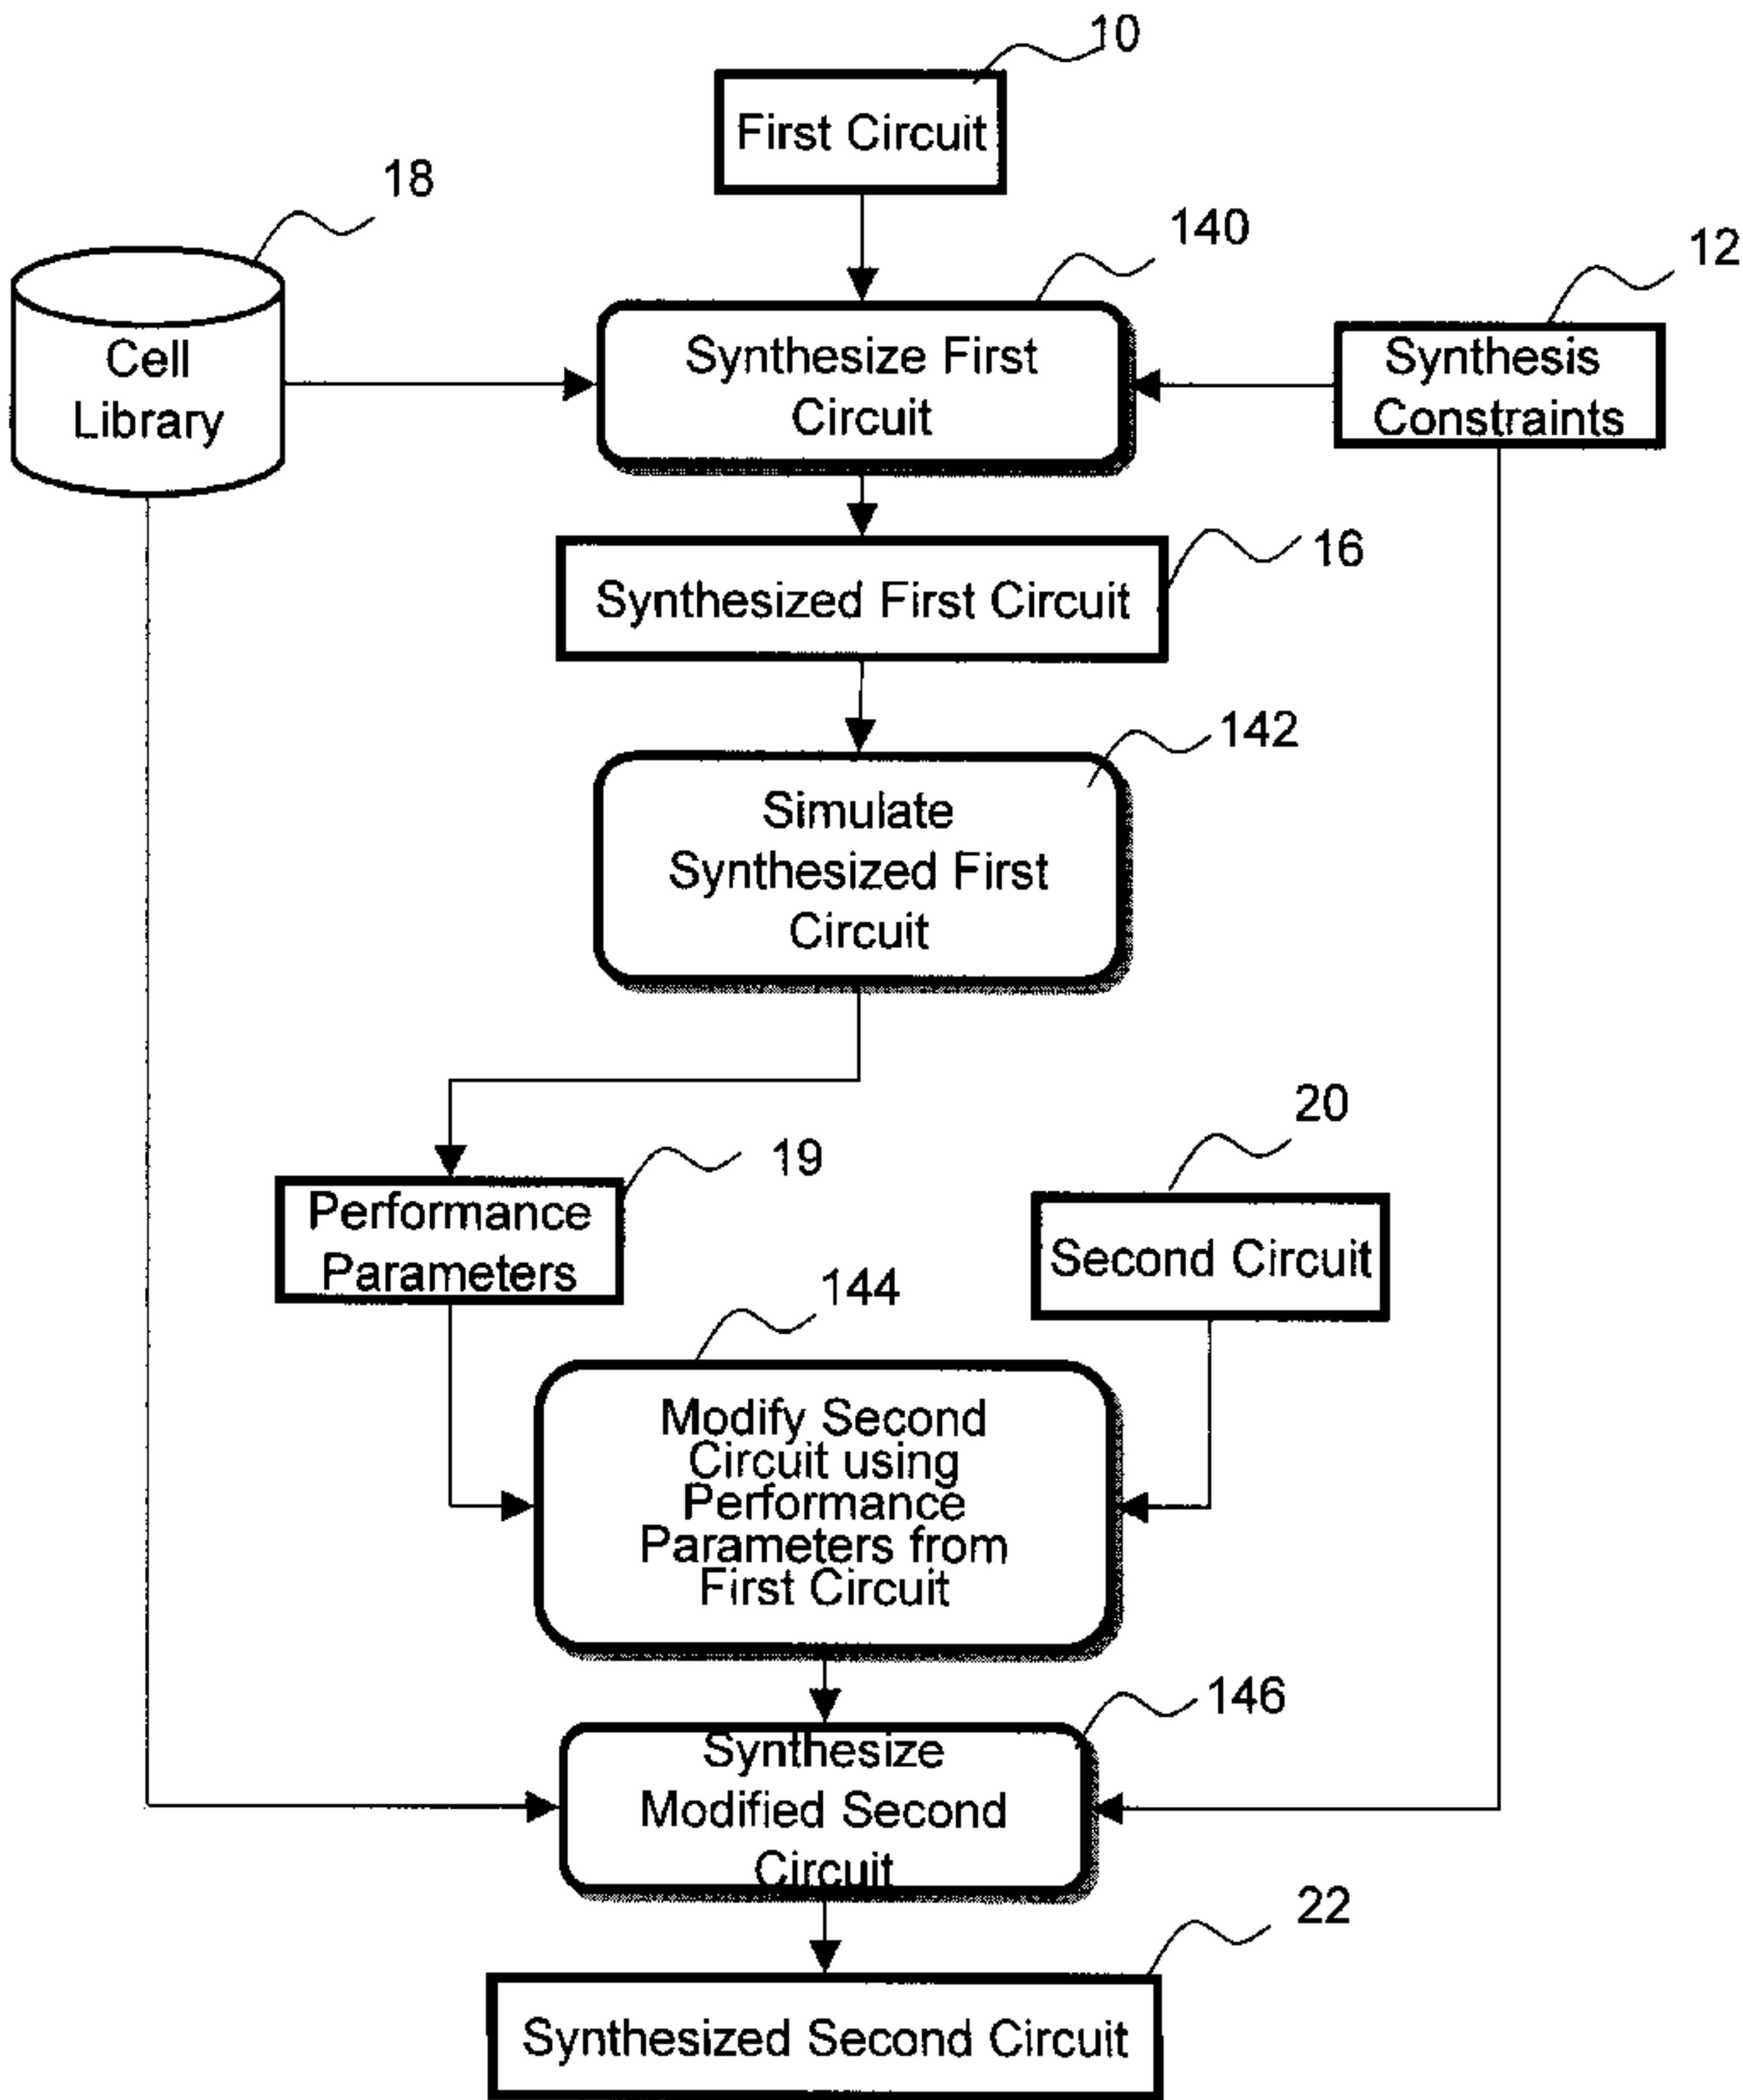 10
First Circuit
18
140
12
Cell
Library
Synthesize First
Circuit
Synthesis
Constraints
16
Synthesized First Circuit
142
Simulate
Synthesized First
Circuit
20
19
Performance
Parameters
Second Circuit
144
Modify Second
Circuit using
Performance
Parameters from
First Circuit
146
Synthesize
Modified Second
Circuit
22
Synthesized Second Circuit